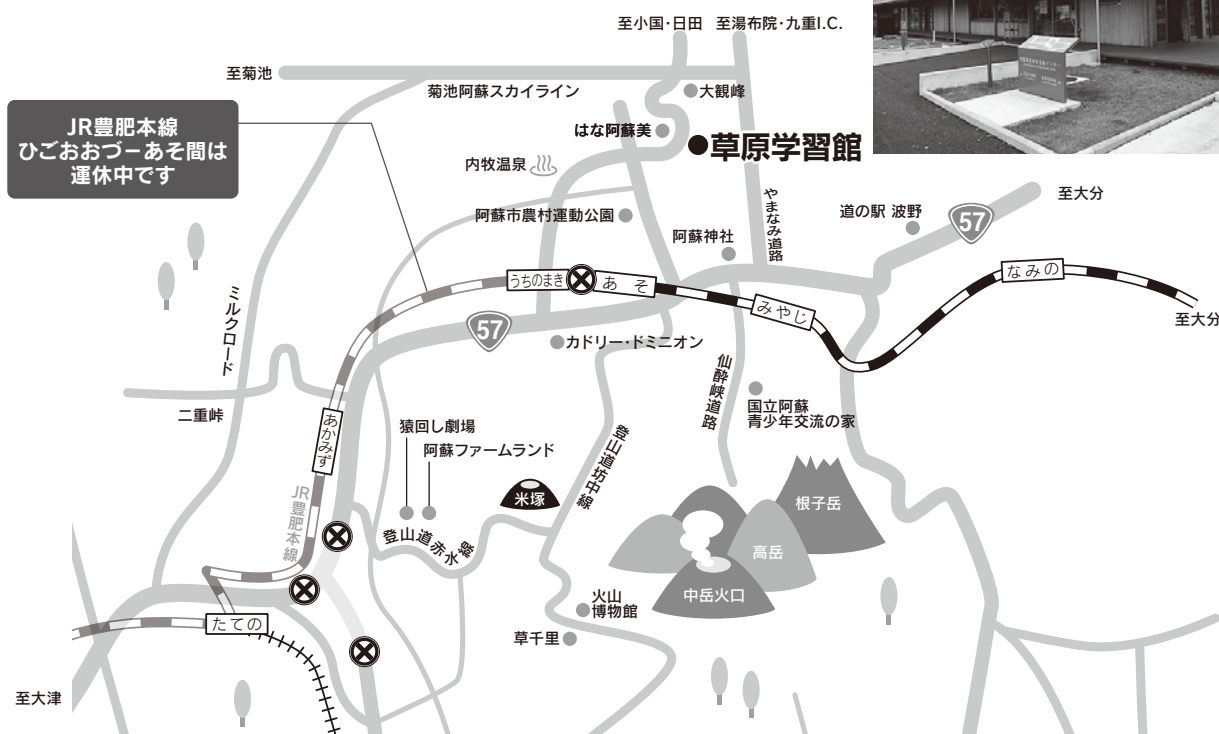 至小国・日田
至湯布院・九重I.C.
至菊池
菊池阿蘇スカイライン
大観峰
JR豊肥本線
ひごおおづーあそ間は
運休中です
はな阿蘇美
草原学習館
内牧温泉
阿蘇市農村運動公園
やまなみ道路
道の駅 波野
57
至大分
阿蘇神社
うちのまき
あそ
みやじ
なみの
至大分
ミルクロード
57
カドリー・ドミニオン
仙酔峡道路
国立阿蘇
青少年交流の家
二重峠
あかみず
猿回し劇場
阿蘇ファームランド
登山道坊中線
米塚
根子岳
JR豊肥本線
登山道赤水線
高岳
中岳火口
火山
博物館
たての
草千里
至大津